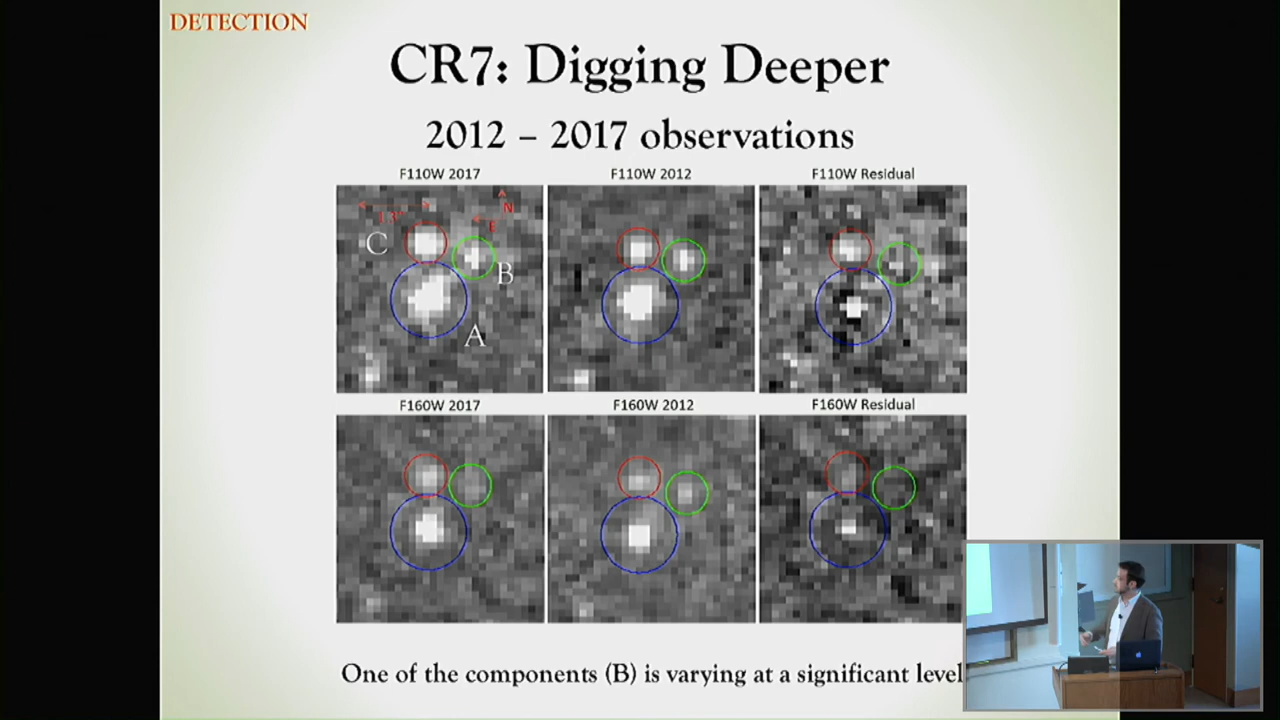 DETECTION
CR7: Digging Deeper
2012 – 2017 observations
F110W 2017
F110W 2012
F110W Residual
N
E
C
B
A
F160W 2017
F160W 2012
F160W Residual
One of the components (B) is varying at a significant level